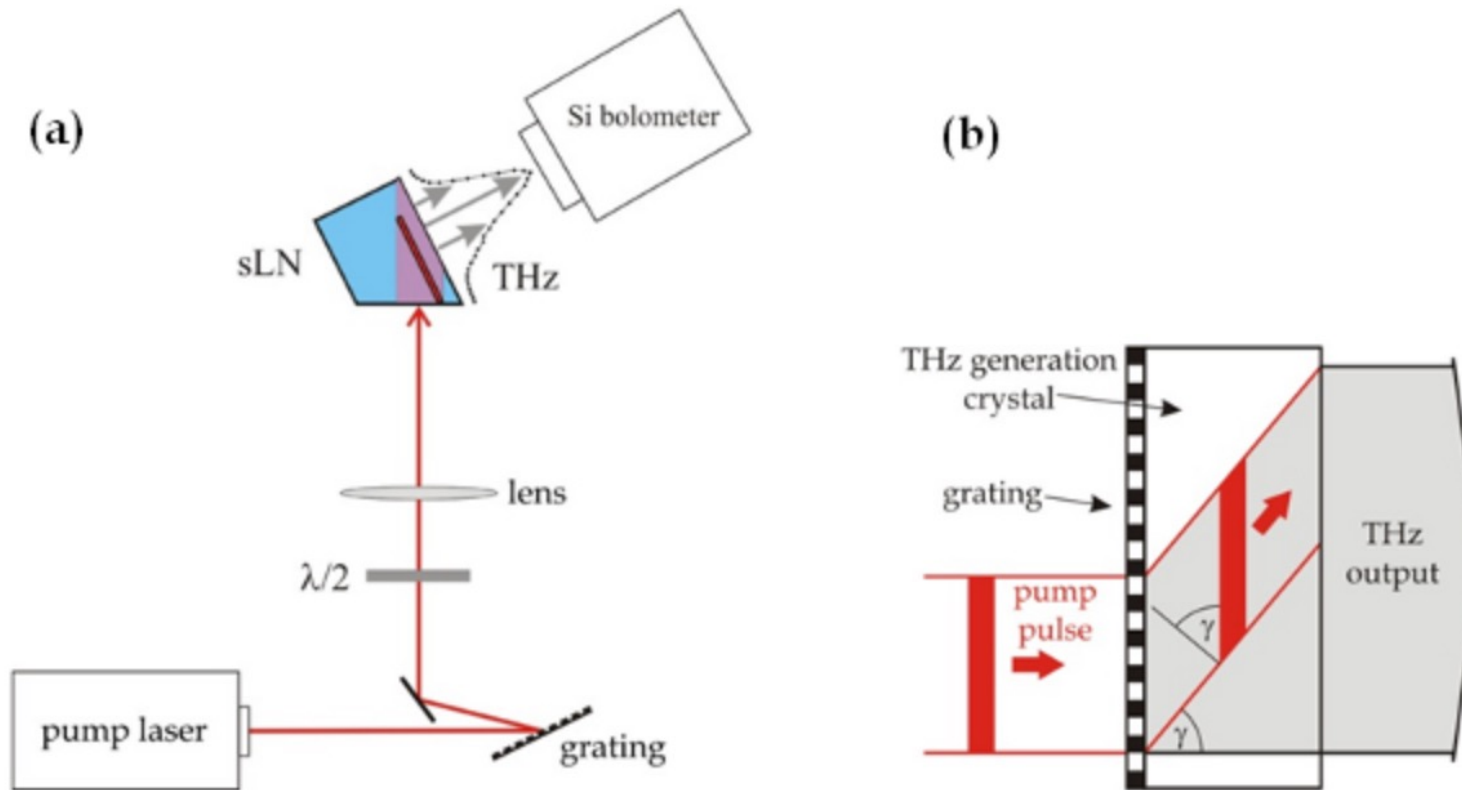 (a)
Si bolometer
sLN
THz
lens
λ/2
pump laser
grating
(b)
THz generation
crystal
grating
pump
pulse
γ
γ
THz
output